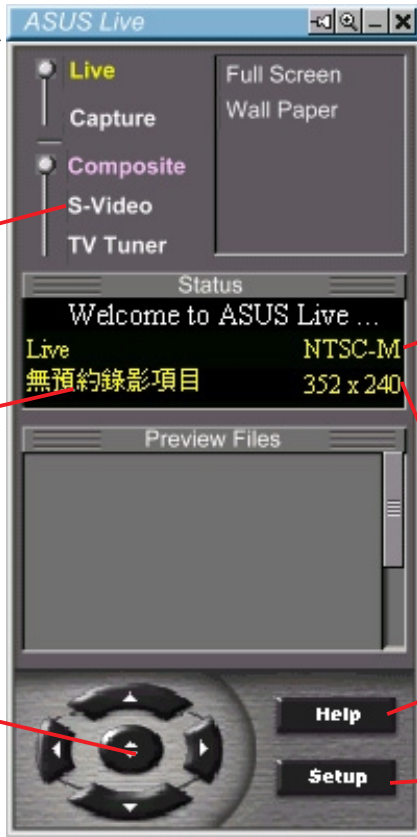 ASUS Live
Live
Capture
Composite
S-Video
TV Tuner
Full Screen
Wall Paper
Status
Welcome to ASUS Live ...
Live NTSC-M
無預約錄影項目 352 x 240
Preview Files
Help
Setup